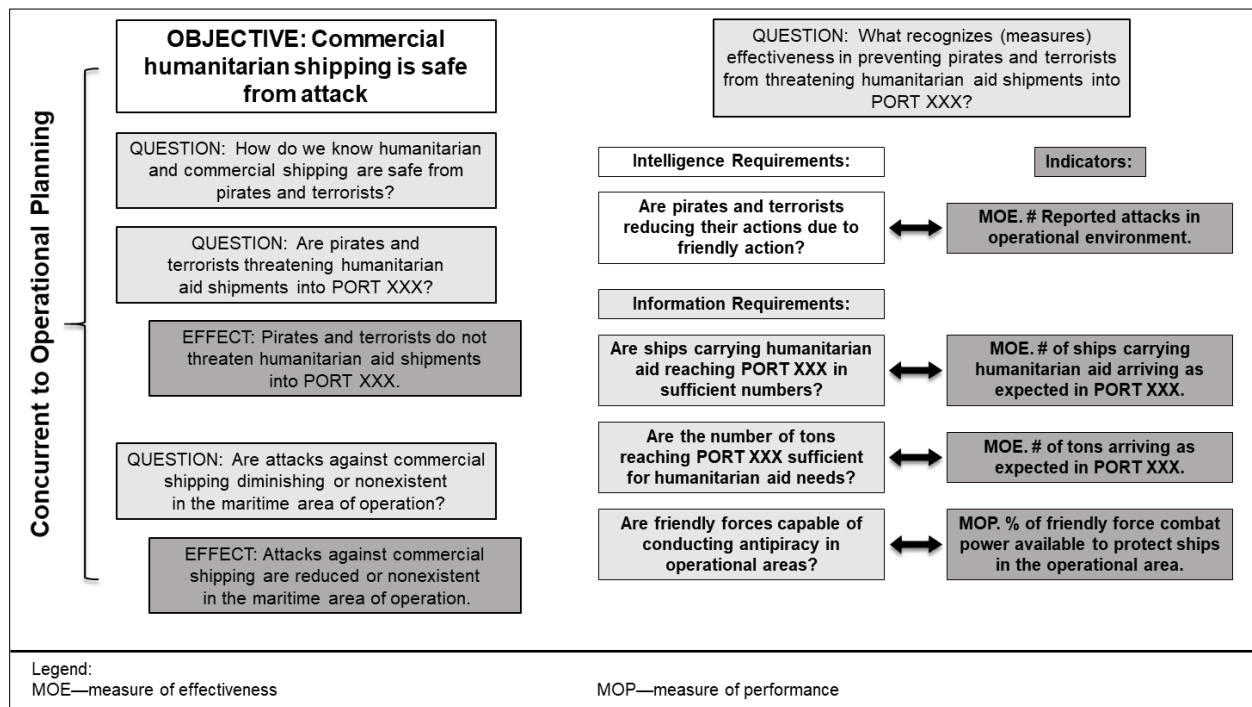 Concurrent to Operational Planning
OBJECTIVE: Commercial
humanitarian shipping is safe
from attack
QUESTION: How do we know humanitarian
and commercial shipping are safe from
pirates and terrorists?
QUESTION: Are pirates and
terrorists threatening humanitarian
aid shipments into PORT XXX?
EFFECT: Pirates and terrorists do not
threaten humanitarian aid shipments
into PORT XXX.
QUESTION: Are attacks against commercial
shipping diminishing or nonexistent
in the maritime area of operation?
EFFECT: Attacks against commercial
shipping are reduced or nonexistent
in the maritime area of operation.
QUESTION: What recognizes (measures)
effectiveness in preventing pirates and terrorists
from threatening humanitarian aid shipments into
PORT XXX?
Intelligence Requirements:
Indicators:
Are pirates and terrorists
reducing their actions due to
friendly action?
MOE. # Reported attacks in
operational environment.
Information Requirements:
Are ships carrying humanitarian
aid reaching PORT XXX in
sufficient numbers?
MOE. # of ships carrying
humanitarian aid arriving as
expected in PORT XXX.
Are the number of tons
reaching PORT XXX sufficient
for humanitarian aid needs?
MOE. # of tons arriving as
expected in PORT XXX.
Are friendly forces capable of
conducting antipiracy in
operational areas?
MOP. % of friendly force combat
power available to protect ships
in the operational area.
Legend:
MOE—measure of effectiveness
MOP—measure of performance